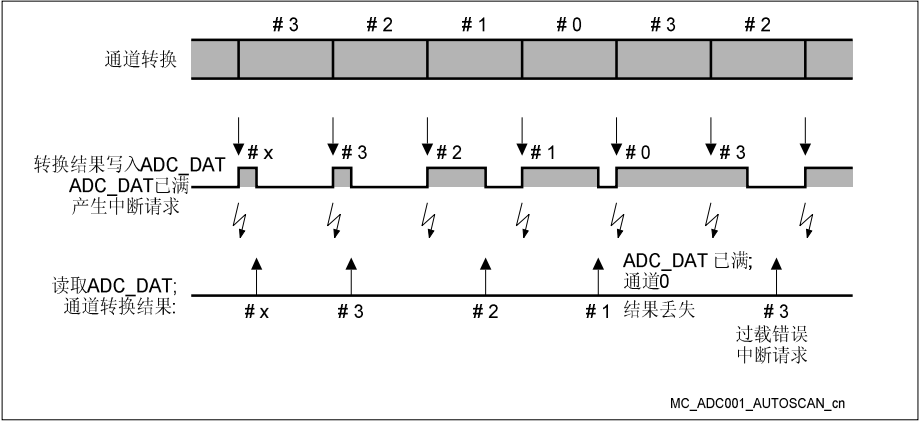 #3 #2 #1 #0 #3 #2
通道转换
#x #3 #2 #1 #0 #3
转换结果写入ADC_DAT
ADC_DAT已满
产生中断请求
ADC_DAT 已满;
通道0
读取ADC_DAT;
通道转换结果:
#x #3 #2 #1 结果丢失 #3
过载错误
中断请求
MC_ADC001_AUTOSCAN_cn